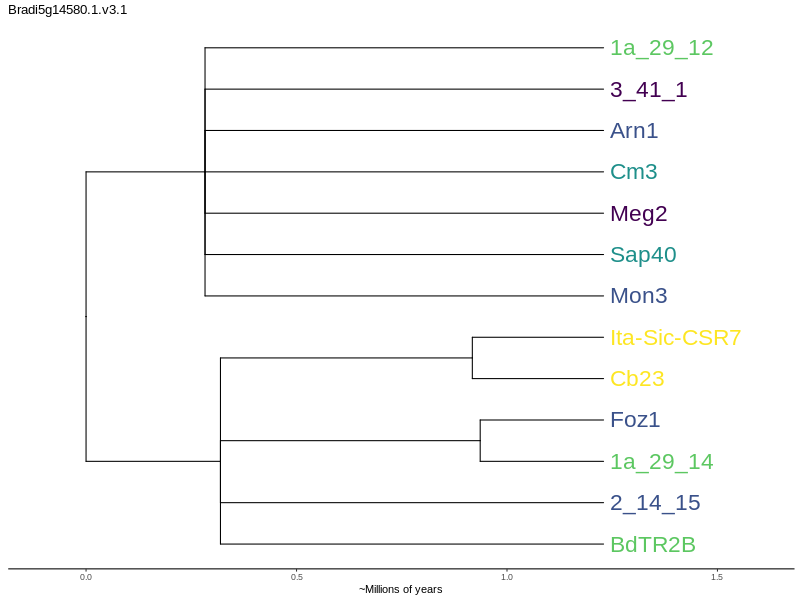 Bradi5g14580.1.v3.1
1a_29_12
3_41_1
Arn1
Cm3
Meg2
Sap40
Mon3
Ita-Sic-CSR7
Cb23
Foz1
1a_29_14
2_14_15
BdTR2B
0.0 0.5 1.0 1.5
~Millions of years